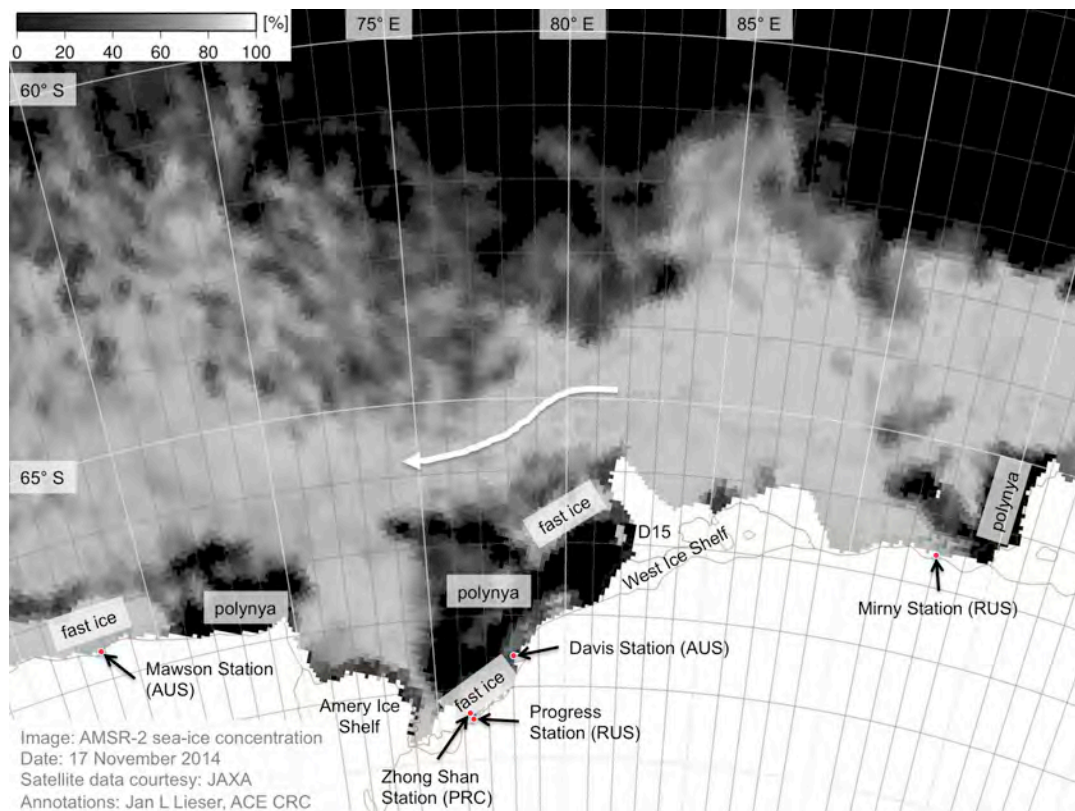 [%]
0 20 40 60 80 100
75° E
80° E
85° E
60° S
65° S
fast ice
D15
West Ice Shelf
polynya
Mirny Station (RUS)
fast ice
polynya
polynya
Davis Station (AUS)
Mawson Station
(AUS)
fast ice
Amery Ice
Shelf
Progress
Station (RUS)
Zhong Shan
Station (PRC)
Image: AMSR-2 sea-ice concentration
Date: 17 November 2014
Satellite data courtesy: JAXA
Annotations: Jan L Lieser, ACE CRC